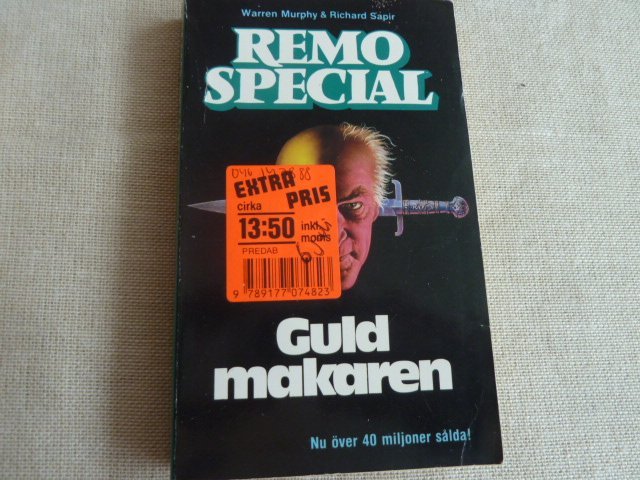 Warren Murphy & Richard Sapir
REMO
SPECIAL
EXTRA
PRIS
cirka
13:50 inkl
moms
PREDAB
9 789177 074823
Guld
makaren
Nu över 40 miljoner sålda!